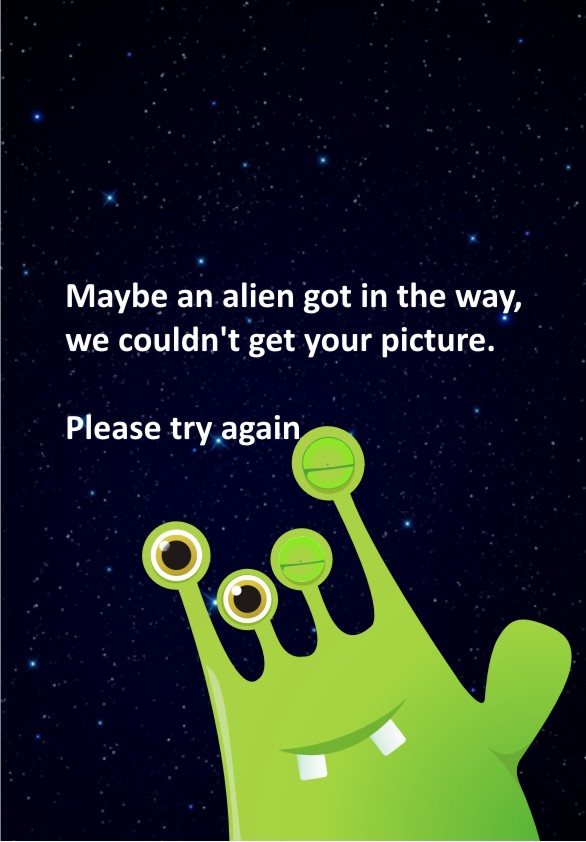 Maybe an alien got in the way,
we couldn't get your picture.
Please try again